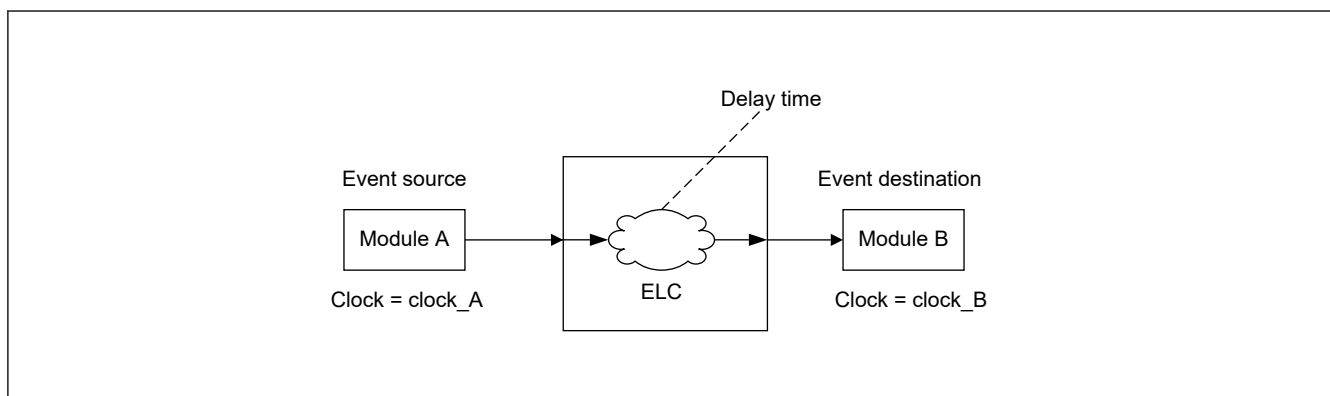 Delay time
Event source
Event destination
Module A
Module B
ELC
Clock = clock_A
Clock = clock_B